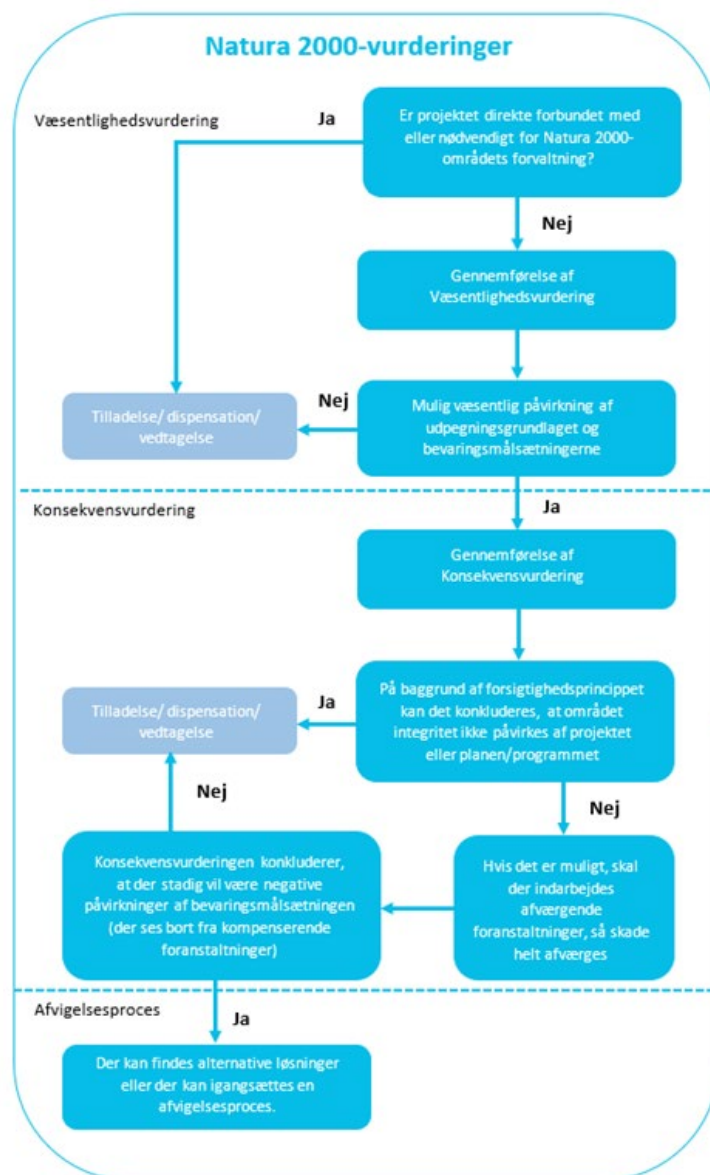 Natura 2000-vurderinger
Væsentlighedsvurdering
Ja
Er projektet direkte forbundet med
eller nødvendigt for Natura 2000-
områdets forvaltning?
Nej
Gennemførelse af
Væsentlighedsvurdering
Tilladelse/ dispensation/
vedtagelse
Nej
Mulig væsentlig påvirkning af
udpegningsgrundlaget og
bevaringsmålsætningerne
Ja
Konsekvensvurdering
Gennemførelse af
Konsekvensvurdering
Tilladelse/ dispensation/
vedtagelse
Ja
På baggrund af forsigtighedsprincippet
kan det konkluderes, at området
integritet ikke påvirkes af projektet
eller planen/programmet
Nej
Nej
Konsekvensvurderingen konkluderer,
at der stadig vil være negative
påvirkninger af bevaringsmålsætningen
(der ses bort fra kompenserende
foranstaltninger)
Hvis det er muligt, skal
der indarbejdes
afværgende
foranstaltninger, så skade
helt afværges
Afvigelsesproces
Ja
Der kan findes alternative løsninger
eller der kan igangsættes en
afvigelsesproces.